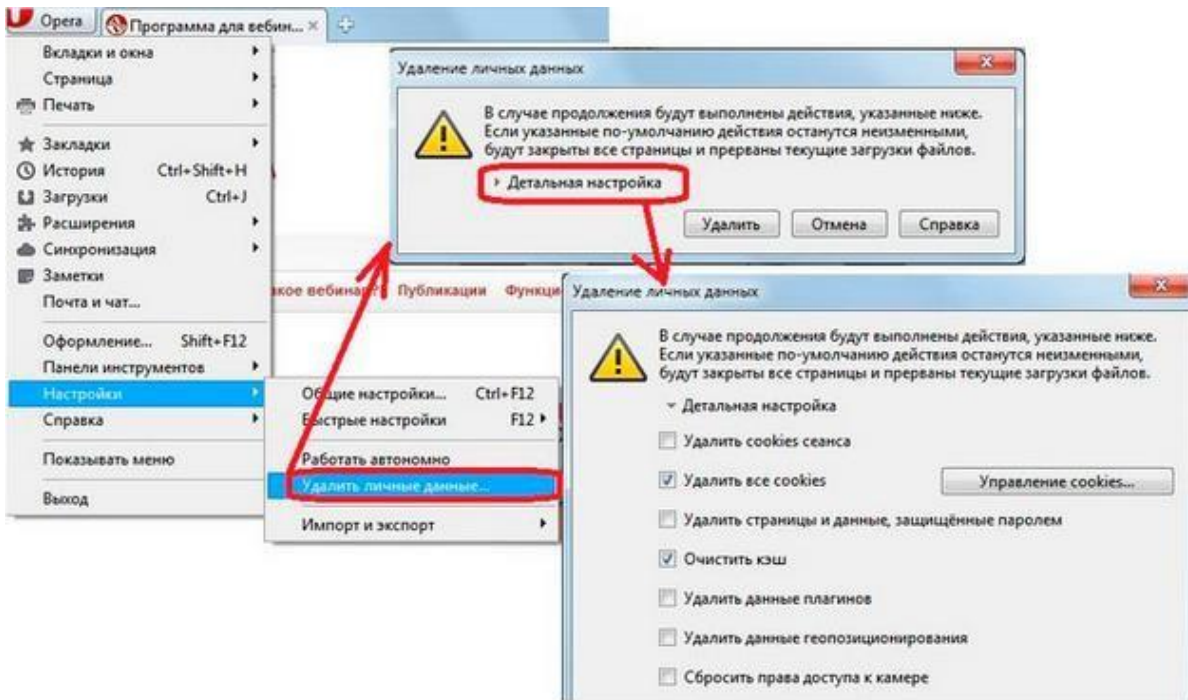 Opera
Программа для вебин...
Вкладки и окна
Страница
Печать
Закладки
История Ctrl+Shift+H
Загрузки Ctrl+J
Расширения
Синхронизация
Заметки
Почта и чат...
Оформление... Shift+F12
Панели инструментов
Настройки
Справка
Показывать меню
Выход
Общие настройки... Ctrl+F12
Быстрые настройки F12
Работать автономно
Удалить личные данные...
Импорт и экспорт
Публикации
Удаление личных данных
В случае продолжения будут выполнены действия, указанные ниже.
Если указанные по-умолчанию действия останутся неизменными,
будут закрыты все страницы и прерваны текущие загрузки файлов.
Детальная настройка
Удалить Отмена Справка
Удаление личных данных
В случае продолжения будут выполнены действия, указанные ниже.
Если указанные по-умолчанию действия останутся неизменными,
будут закрыты все страницы и прерваны текущие загрузки файлов.
Детальная настройка
Удалить cookies сеанса
Удалить все cookies Управление cookies...
Удалить страницы и данные, защищённые паролем
Очистить кэш
Удалить данные плагинов
Удалить данные геопозиционирования
Сбросить права доступа к камере